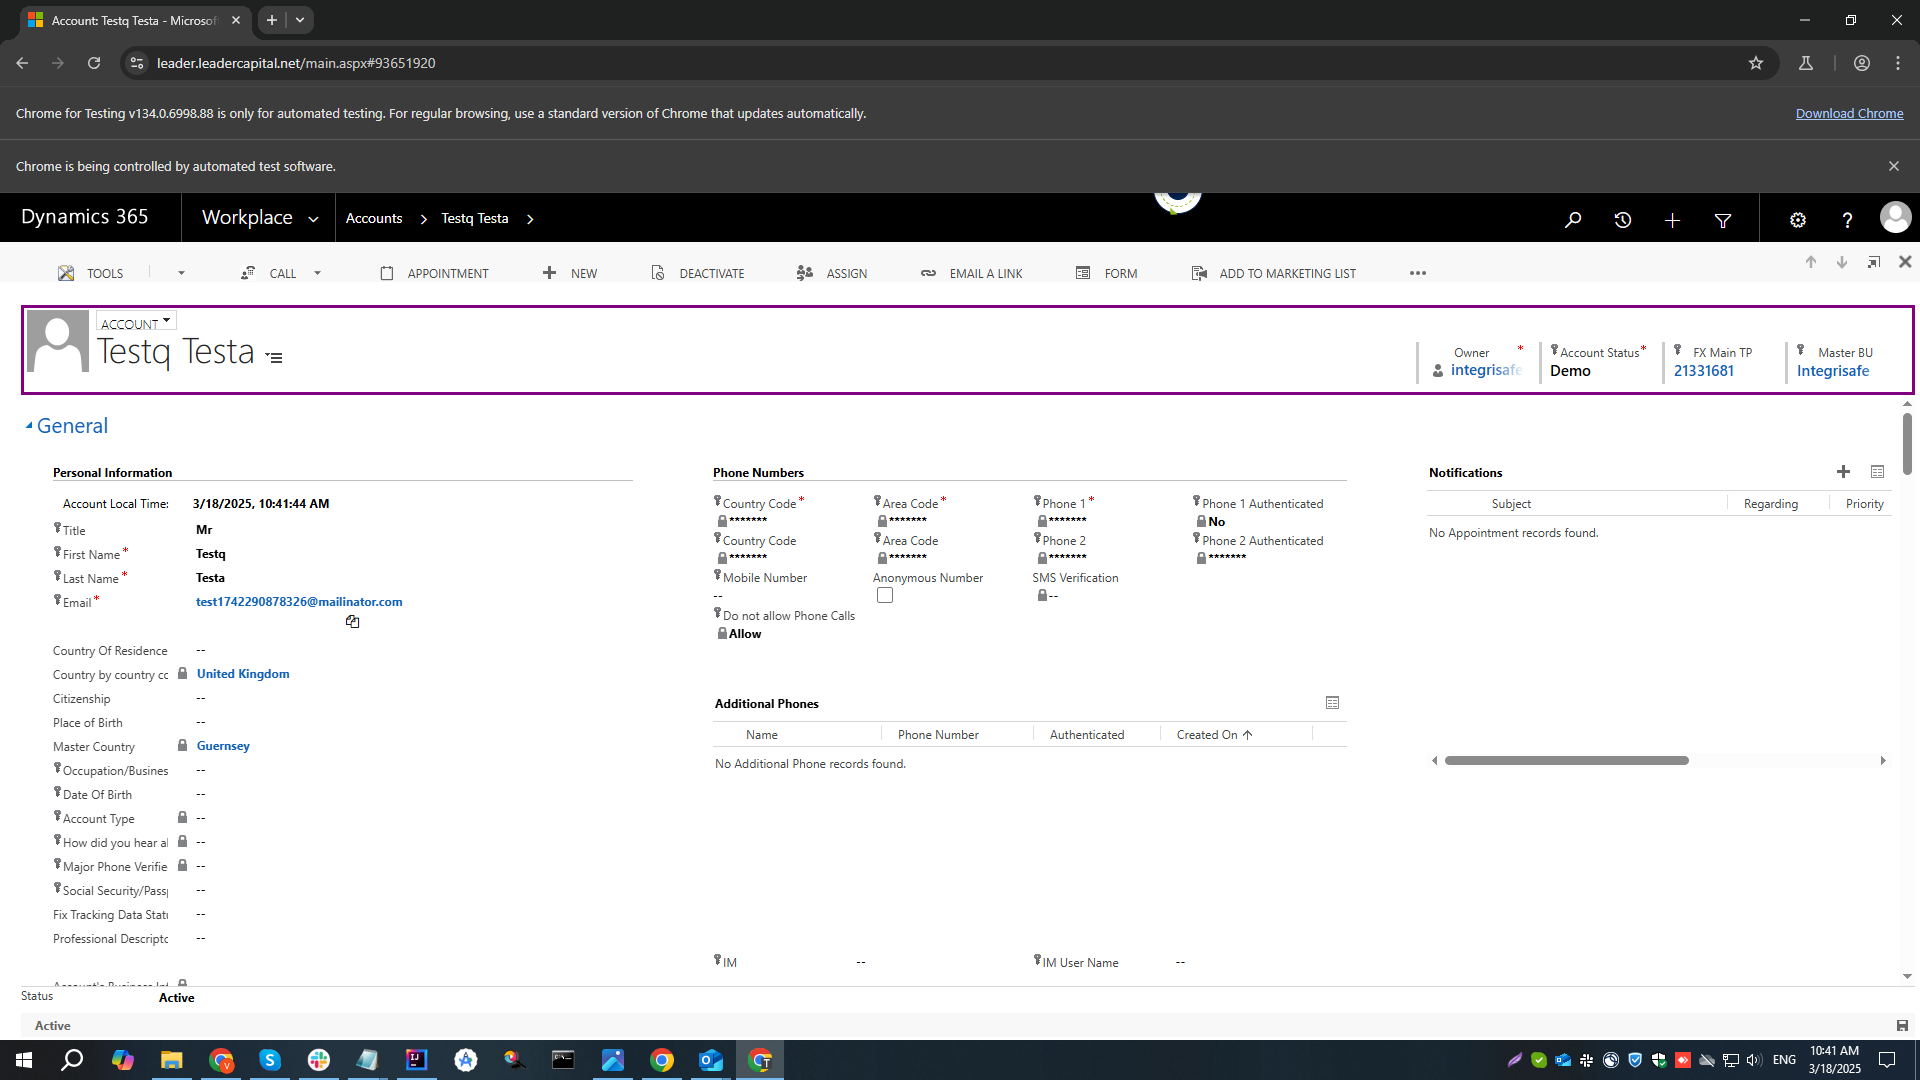 Account: Testq Testa - Microsof
leader.leadercapital.net/main.aspx#93651920
Chrome for Testing v134.0.6998.88 is only for automated testing. For regular browsing, use a standard version of Chrome that updates automatically.
Download Chrome
Chrome is being controlled by automated test software.
Dynamics 365
Workplace
Accounts
Testq Testa
TOOLS
CALL
APPOINTMENT
NEW
DEACTIVATE
ASSIGN
EMAIL A LINK
FORM
ADD TO MARKETING LIST
•••
ACCOUNT
Testq Testa
Owner *
integrisafe
Account Status *
Demo
FX Main TP
21331681
Master BU
Integrisafe
General
Personal Information
Account Local Time: 3/18/2025, 10:41:44 AM
Title Mr
First Name * Testq
Last Name * Testa
Email * test1742290878326@mailinator.com
Country Of Residence --
Country by country cc United Kingdom
Citizenship --
Place of Birth --
Master Country Guernsey
Occupation/Busines --
Date Of Birth --
Account Type --
How did you hear a --
Major Phone Verifie --
Social Security/Passp --
Fix Tracking Data Statu --
Professional Descripto --
Phone Numbers
Country Code * Area Code * Phone 1 * Phone 1 Authenticated
******* ******* ******* No
Country Code Area Code Phone 2 Phone 2 Authenticated
******* ******* ******* *******
Mobile Number Anonymous Number SMS Verification
-- --
Do not allow Phone Calls
Allow
Additional Phones
Name Phone Number Authenticated Created On
No Additional Phone records found.
IM -- IM User Name --
Notifications
Subject Regarding Priority
No Appointment records found.
Status Active
Active
ENG
10:41 AM
3/18/2025